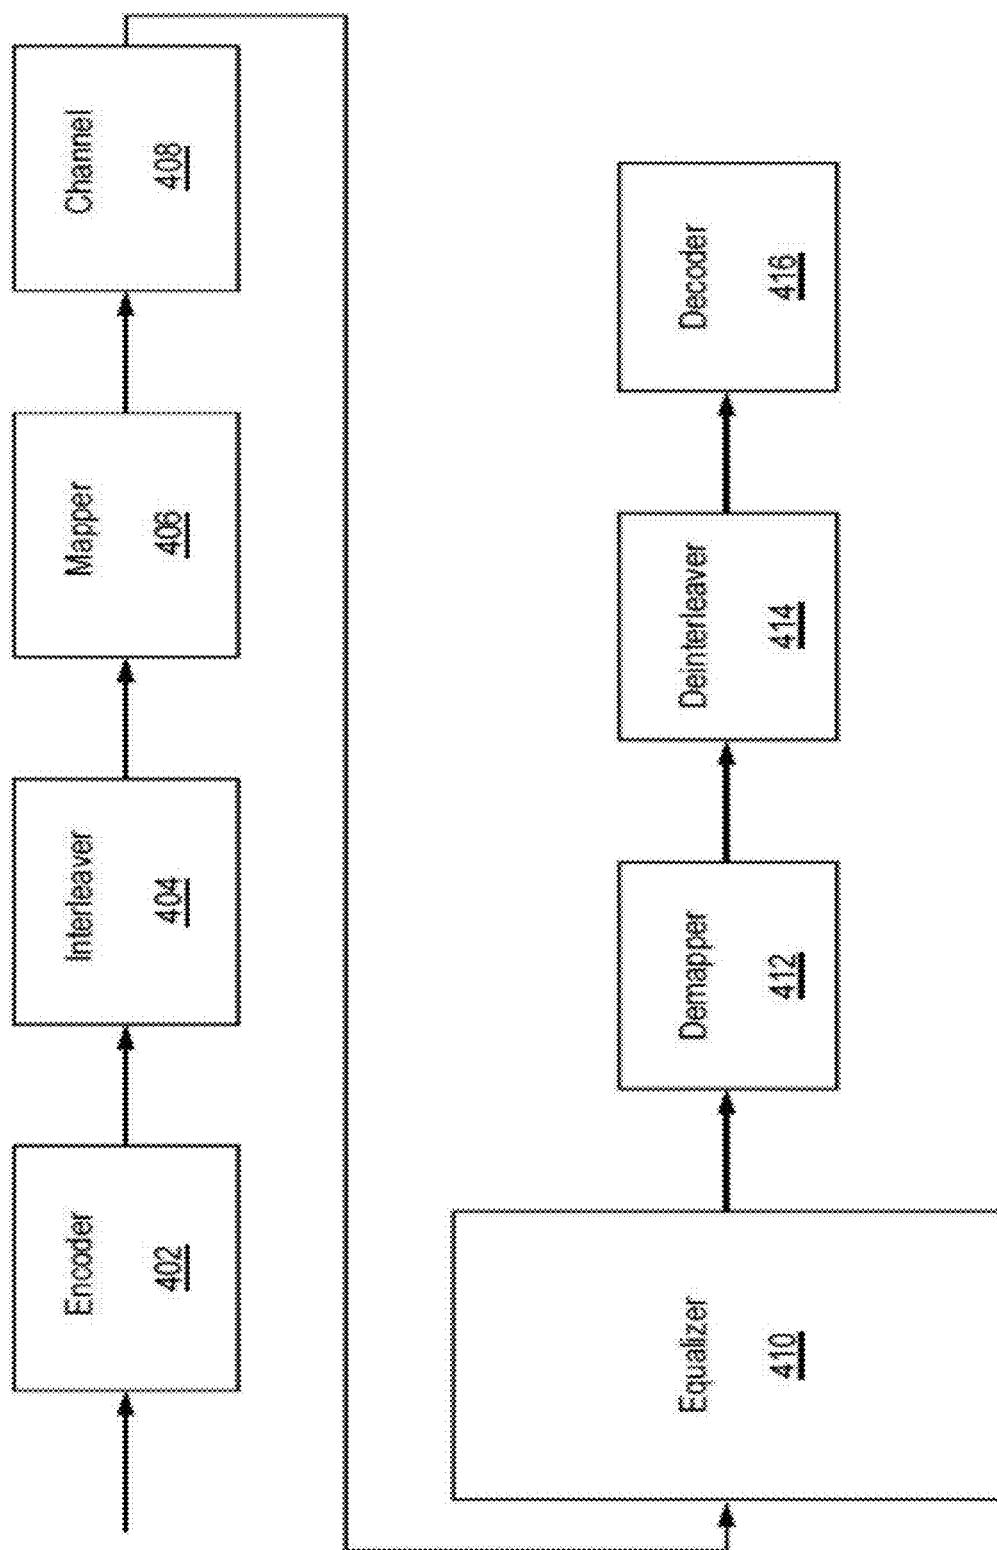 Encoder
402
Interleaver
404
Mapper
406
Channel
408
Equalizer
410
Demapper
412
Deinterleaver
414
Decoder
416